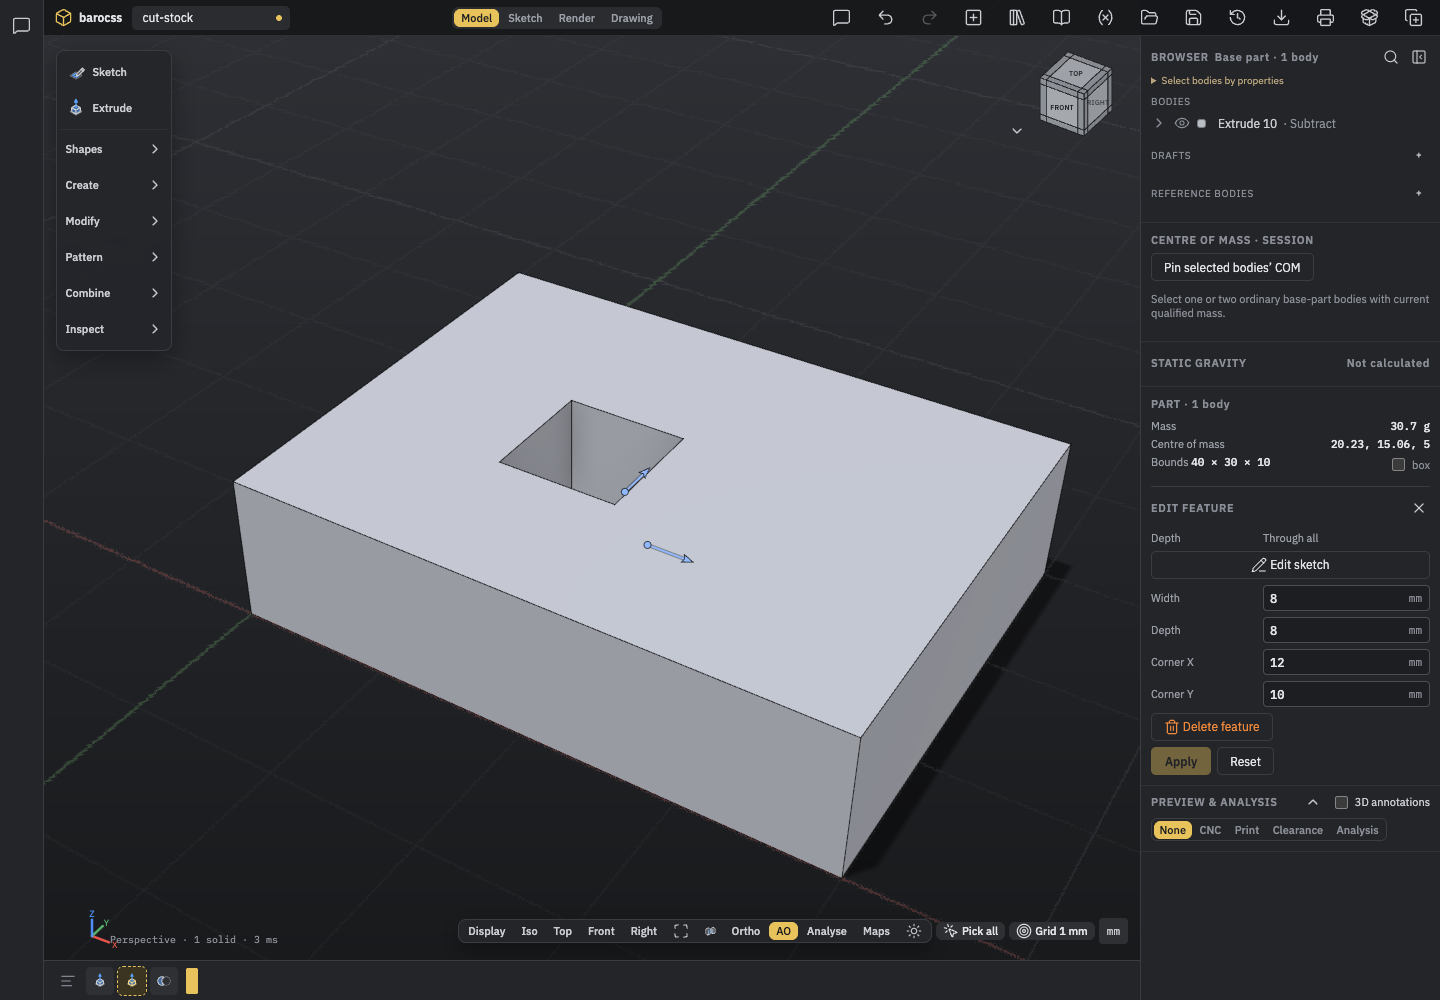 barocss
cut-stock
Model Sketch Render Drawing
Sketch
Extrude
Shapes
Create
Modify
Pattern
Combine
Inspect
TOP
FRONT
RIGHT
BROWSER Base part · 1 body
Select bodies by properties
BODIES
Extrude 10 · Subtract
DRAFTS
REFERENCE BODIES
CENTRE OF MASS · SESSION
Pin selected bodies’ COM
Select one or two ordinary base-part bodies with current
qualified mass.
STATIC GRAVITY Not calculated
PART · 1 body
Mass 30.7 g
Centre of mass 20.23, 15.06, 5
Bounds 40 × 30 × 10 box
EDIT FEATURE
Depth Through all
Edit sketch
Width 8 mm
Depth 8 mm
Corner X 12 mm
Corner Y 10 mm
Delete feature
Apply Reset
PREVIEW & ANALYSIS 3D annotations
None CNC Print Clearance Analysis
Z
Y
X
Perspective · 1 solid · 3 ms
Display Iso Top Front Right Ortho AO Analyse Maps Pick all Grid 1 mm mm